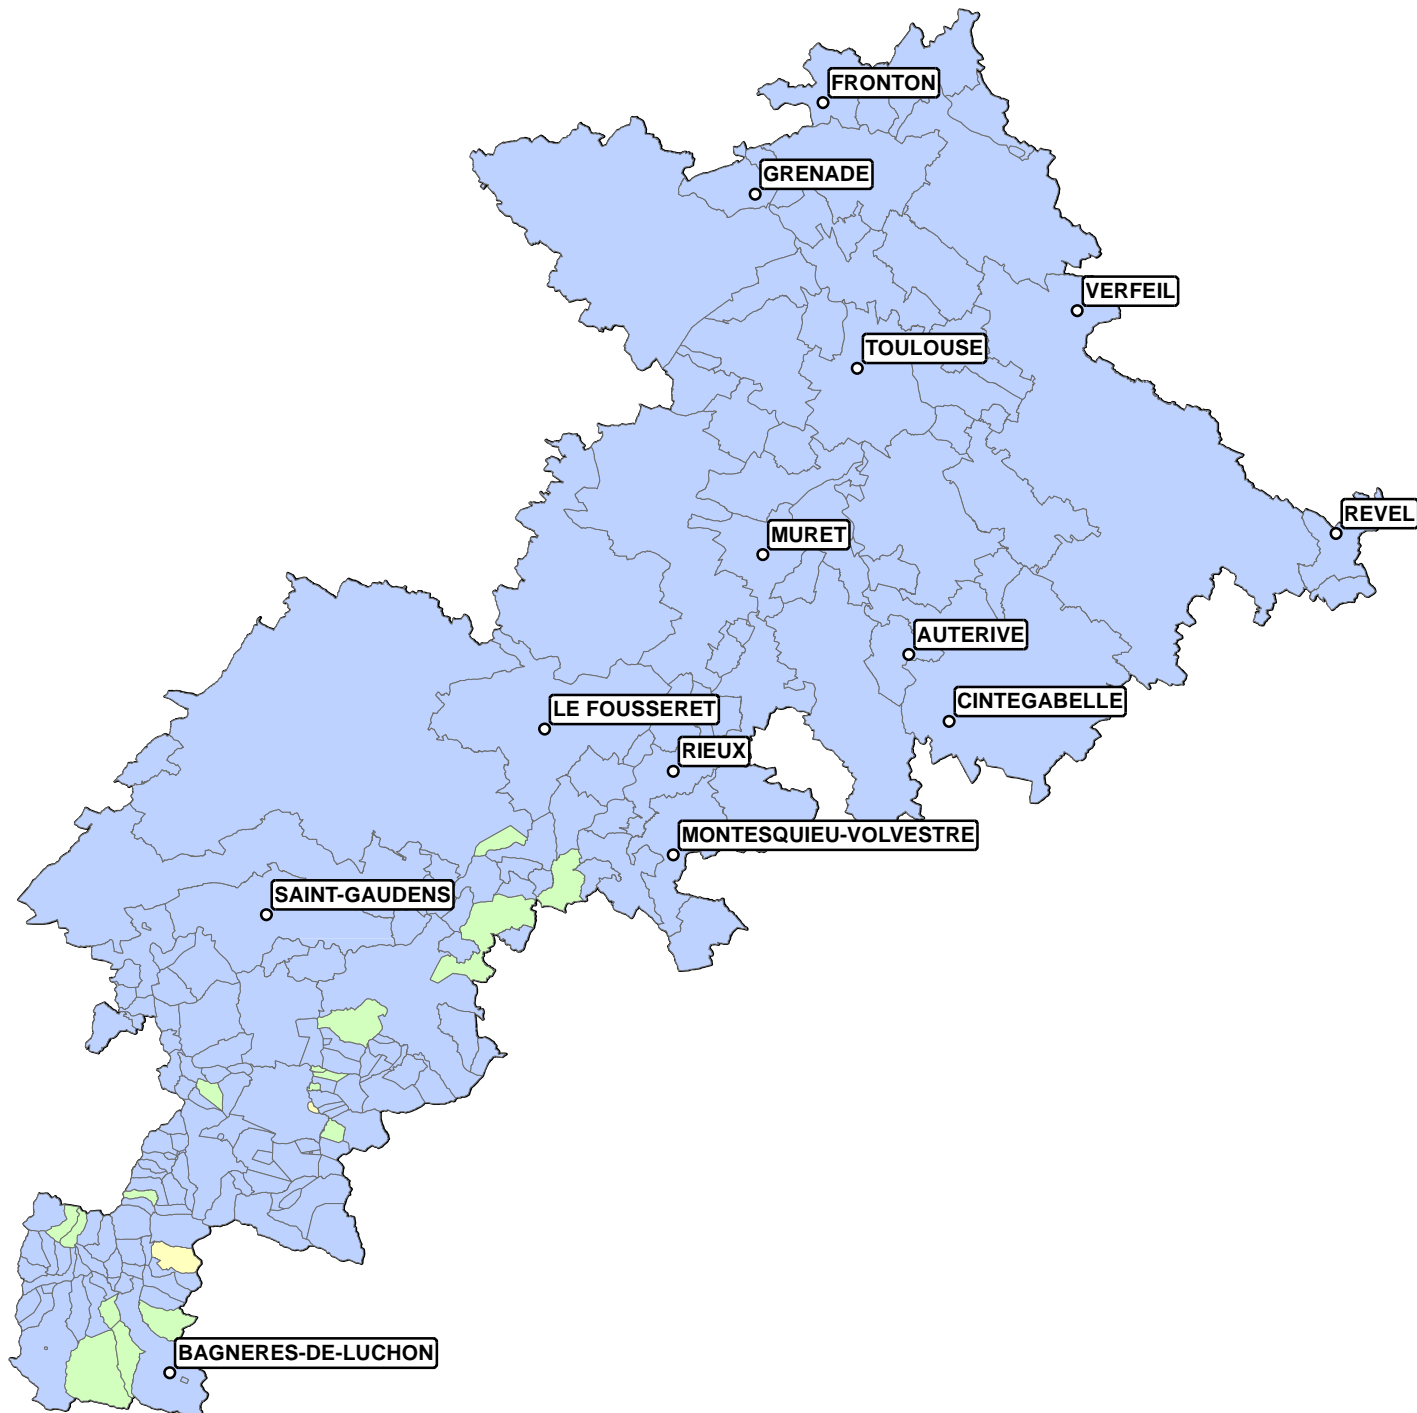 FRONTON
GRENADE
VERFEIL
TOULOUSE
REVEL
MURET
AUTERIVE
CINTEGABELLE
LE FOUSSERET
RIEUX
MONTESQUIEU-VOLVESTRE
SAINT-GAUDENS
BAGNERES-DE-LUCHON